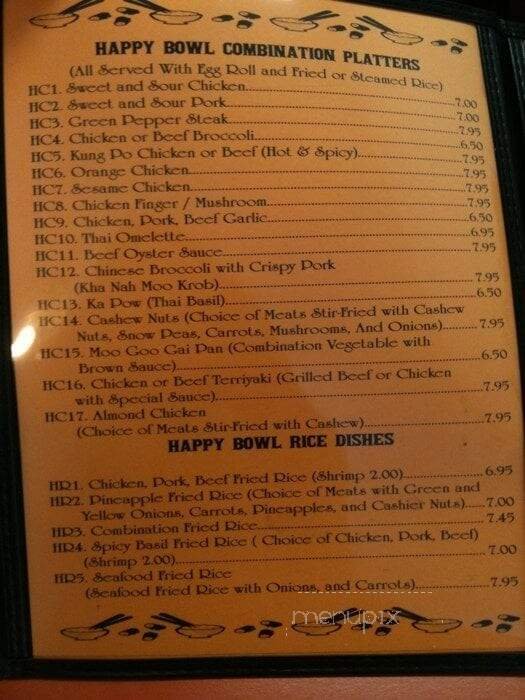 HAPPY BOWL COMBINATION PLATTERS
(All Served With Egg Roll and Fried or Steamed Rice)
HC1. Sweet and Sour Chicken....................7.00
HC2. Sweet and Sour Pork....................7.00
HC3. Green Pepper Steak....................7.95
HC4. Chicken or Beef Broccoli....................6.50
HC5. Kung Po Chicken or Beef (Hot & Spicy)....................7.95
HC6. Orange Chicken....................7.95
HC7. Sesame Chicken....................7.95
HC8. Chicken Finger / Mushroom....................7.95
HC9. Chicken, Pork, Beef Garlic....................6.50
HC10. Thai Omelette....................6.95
HC11. Beef Oyster Sauce....................7.95
HC12. Chinese Broccoli with Crispy Pork
(Kha Nah Moo Krob)....................7.95
HC13. Ka Pow (Thai Basil)....................6.50
HC14. Cashew Nuts (Choice of Meats Stir-Fried with Cashew
Nuts, Snow Peas, Carrots, Mushrooms, And Onions)..........7.95
HC15. Moo Goo Gai Pan (Combination Vegetable with
Brown Sauce)....................6.50
HC16. Chicken or Beef Terriyaki (Grilled Beef or Chicken
with Special Sauce)....................7.95
HC17. Almond Chicken
(Choice of Meats Stir-Fried with Cashew)....................7.95
HAPPY BOWL RICE DISHES
HR1. Chicken, Pork, Beef Fried Rice (Shrimp 2.00)....................6.95
HR2. Pineapple Fried Rice (Choice of Meats with Green and
Yellow Onions, Carrots, Pineapples, and Cashier Nuts).....7.00
HR3. Combination Fried Rice....................7.45
HR4. Spicy Basil Fried Rice ( Choice of Chicken, Pork, Beef)
(Shrimp 2.00)....................7.00
HR5. Seafood Fried Rice
(Seafood Fried Rice with Onions, and Carrots)....................7.95
menupix